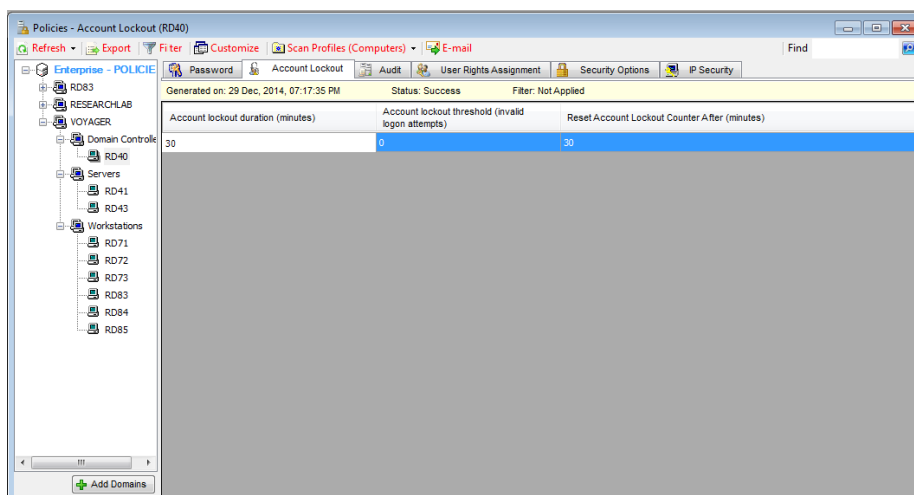 Policies - Account Lockout (RD40)
Refresh Export Fi ter Customize Scan Profiles (Computers) E-mail Find
Enterprise - POLICIE
Password Account Lockout Audit User Rights Assignment Security Options IP Security
RD83
Generated on: 29 Dec, 2014, 07:17:35 PM Status: Success Filter: Not Applied
RESEARCHLAB
VOYAGER
Account lockout duration (minutes)
Account lockout threshold (invalid
logon attempts)
Reset Account Lockout Counter After (minutes)
30 0 30
Domain Controlle
RD40
Servers
RD41
RD43
Workstations
RD71
RD72
RD73
RD83
RD84
RD85
Add Domains